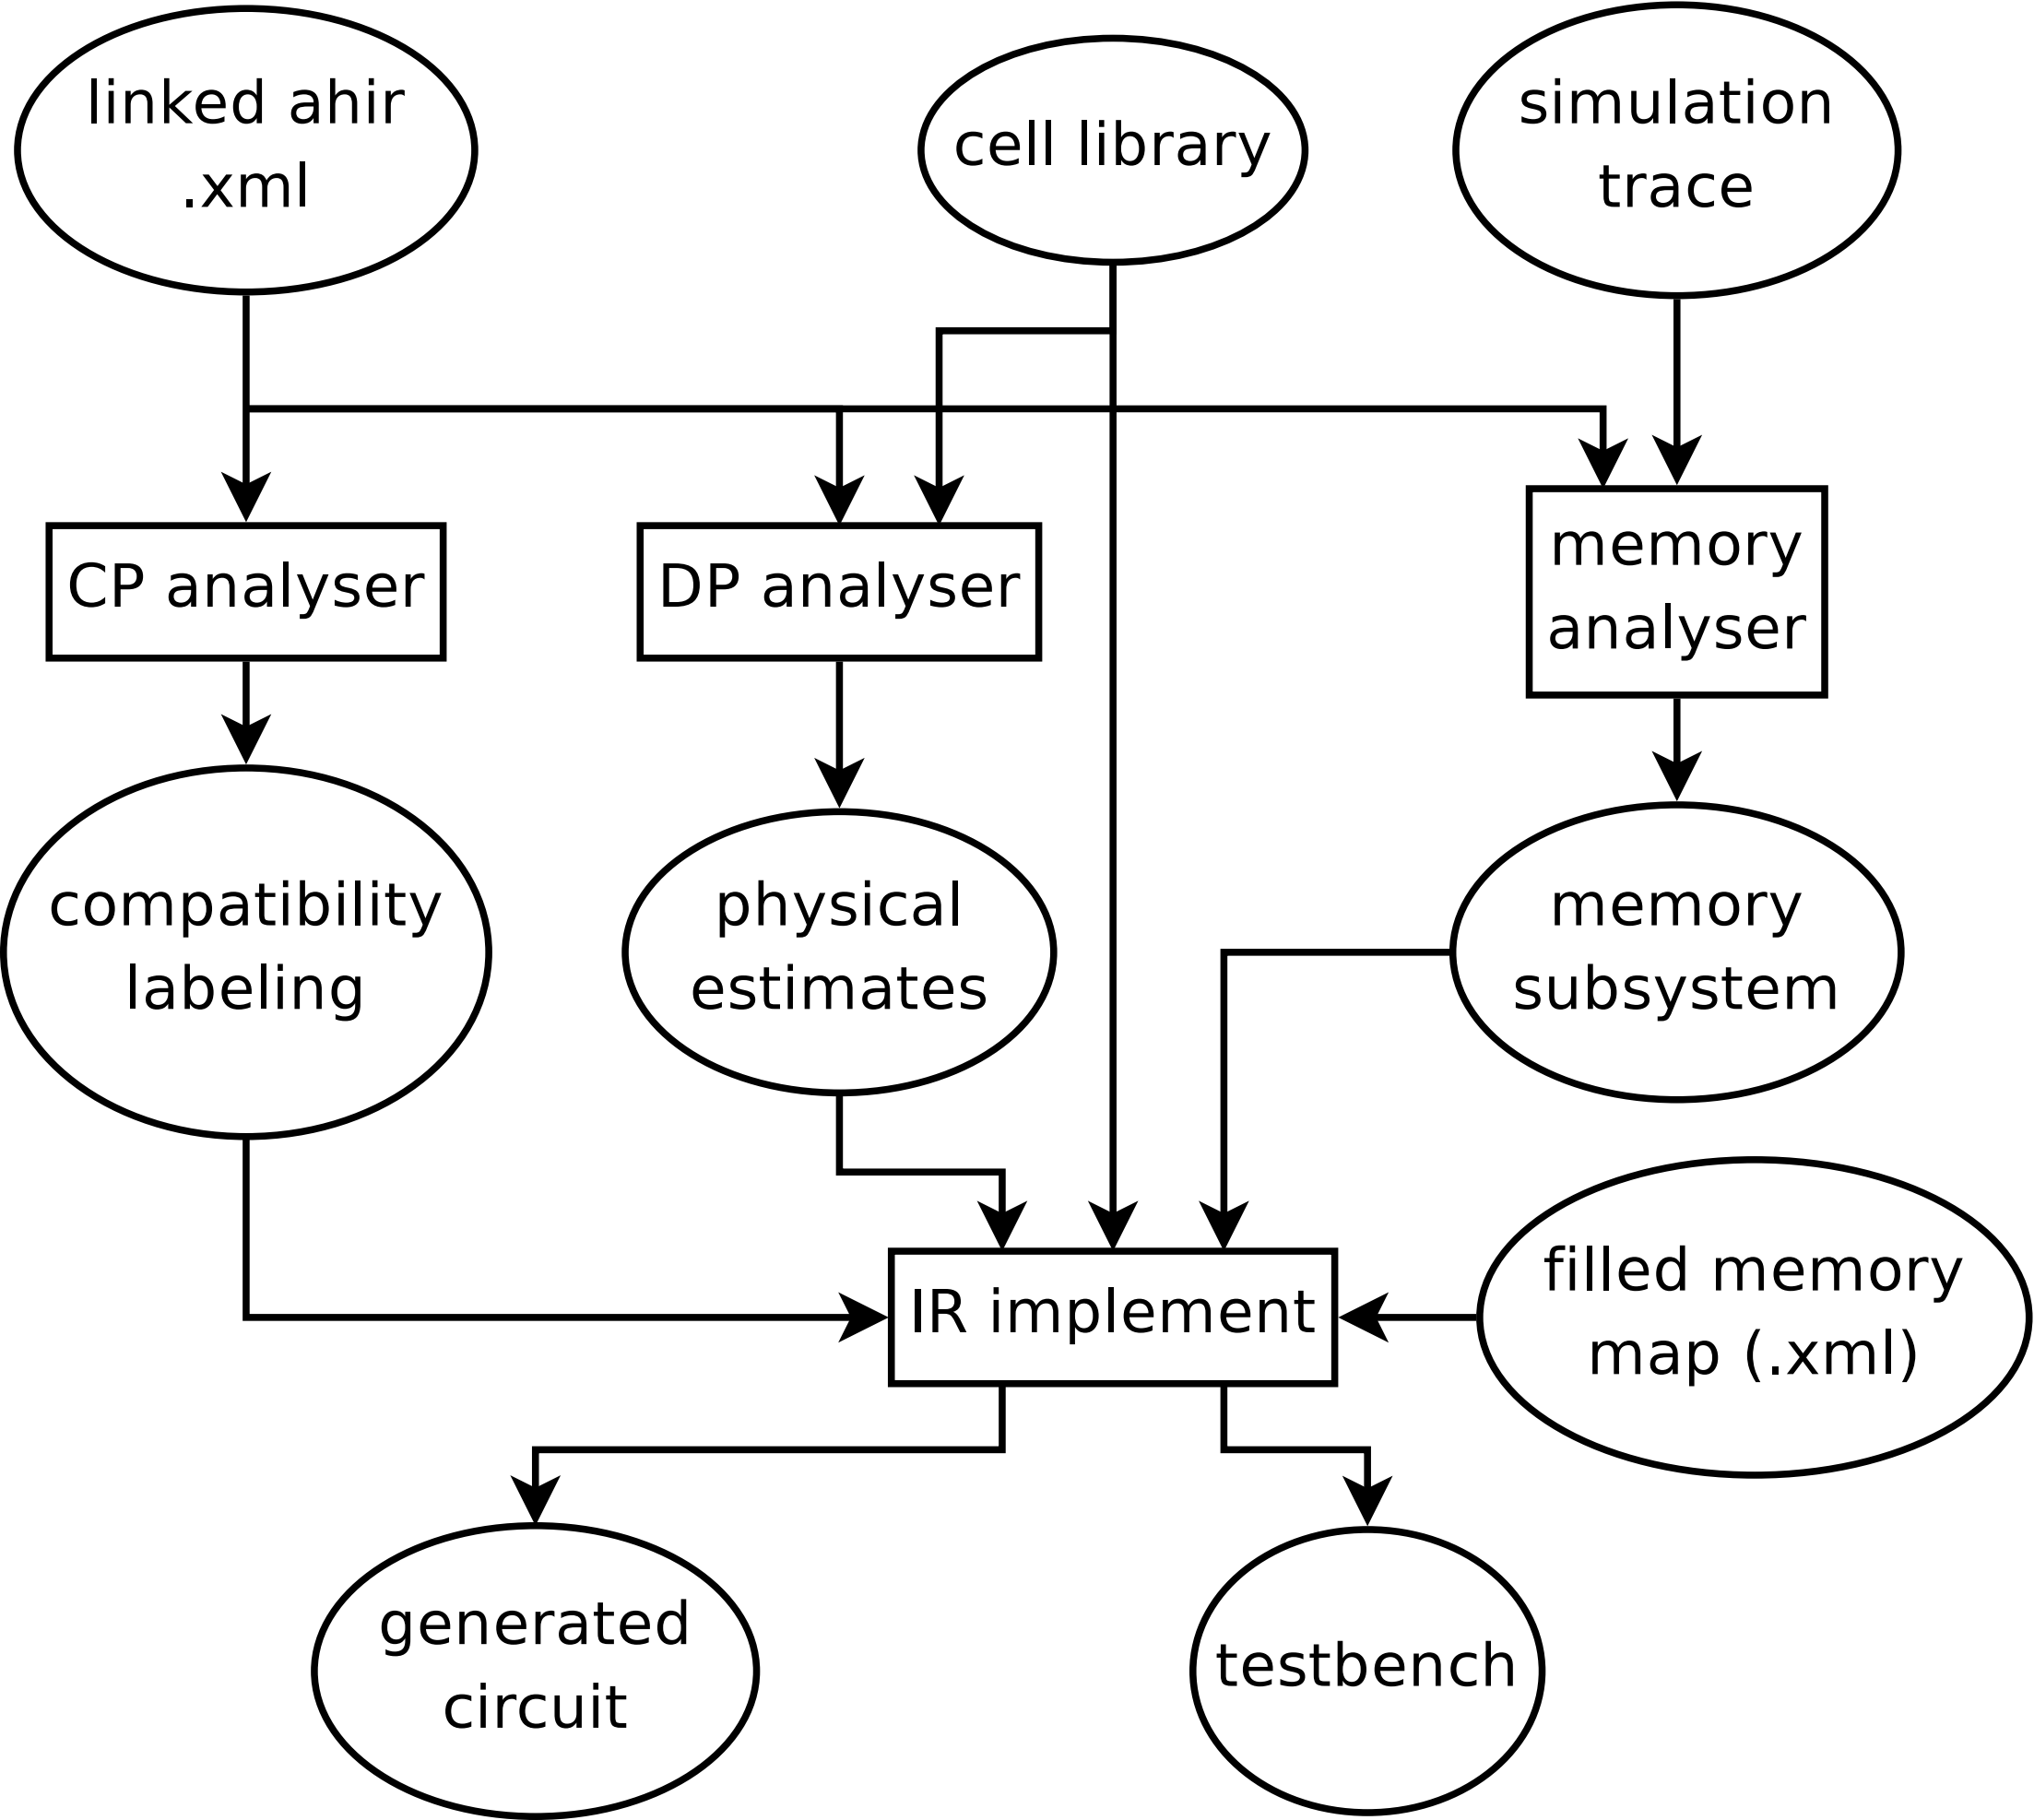 linked ahir
.xml
cell library
simulation
trace
CP analyser
DP analyser
memory
analyser
compatibility
labeling
physical
estimates
memory
subsystem
IR implement
filled memory
map (.xml)
generated
circuit
testbench